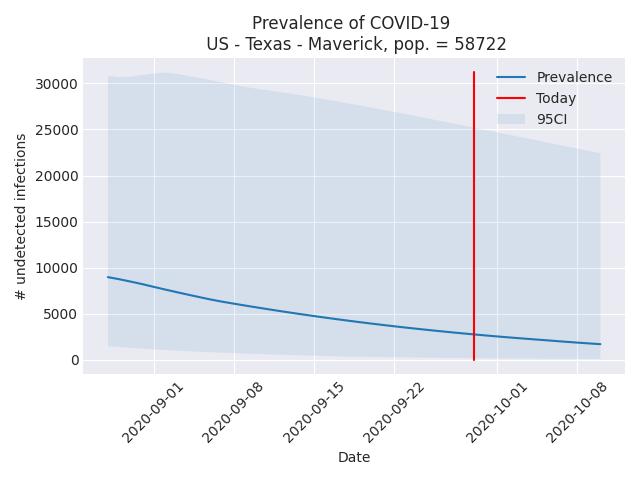 Prevalence of COVID-19
US - Texas - Maverick, pop. = 58722
Prevalence
Today
95CI
30000
25000
20000
15000
10000
5000
0
# undetected infections
2020-09-01
2020-09-08
2020-09-15
2020-09-22
2020-10-01
2020-10-08
Date